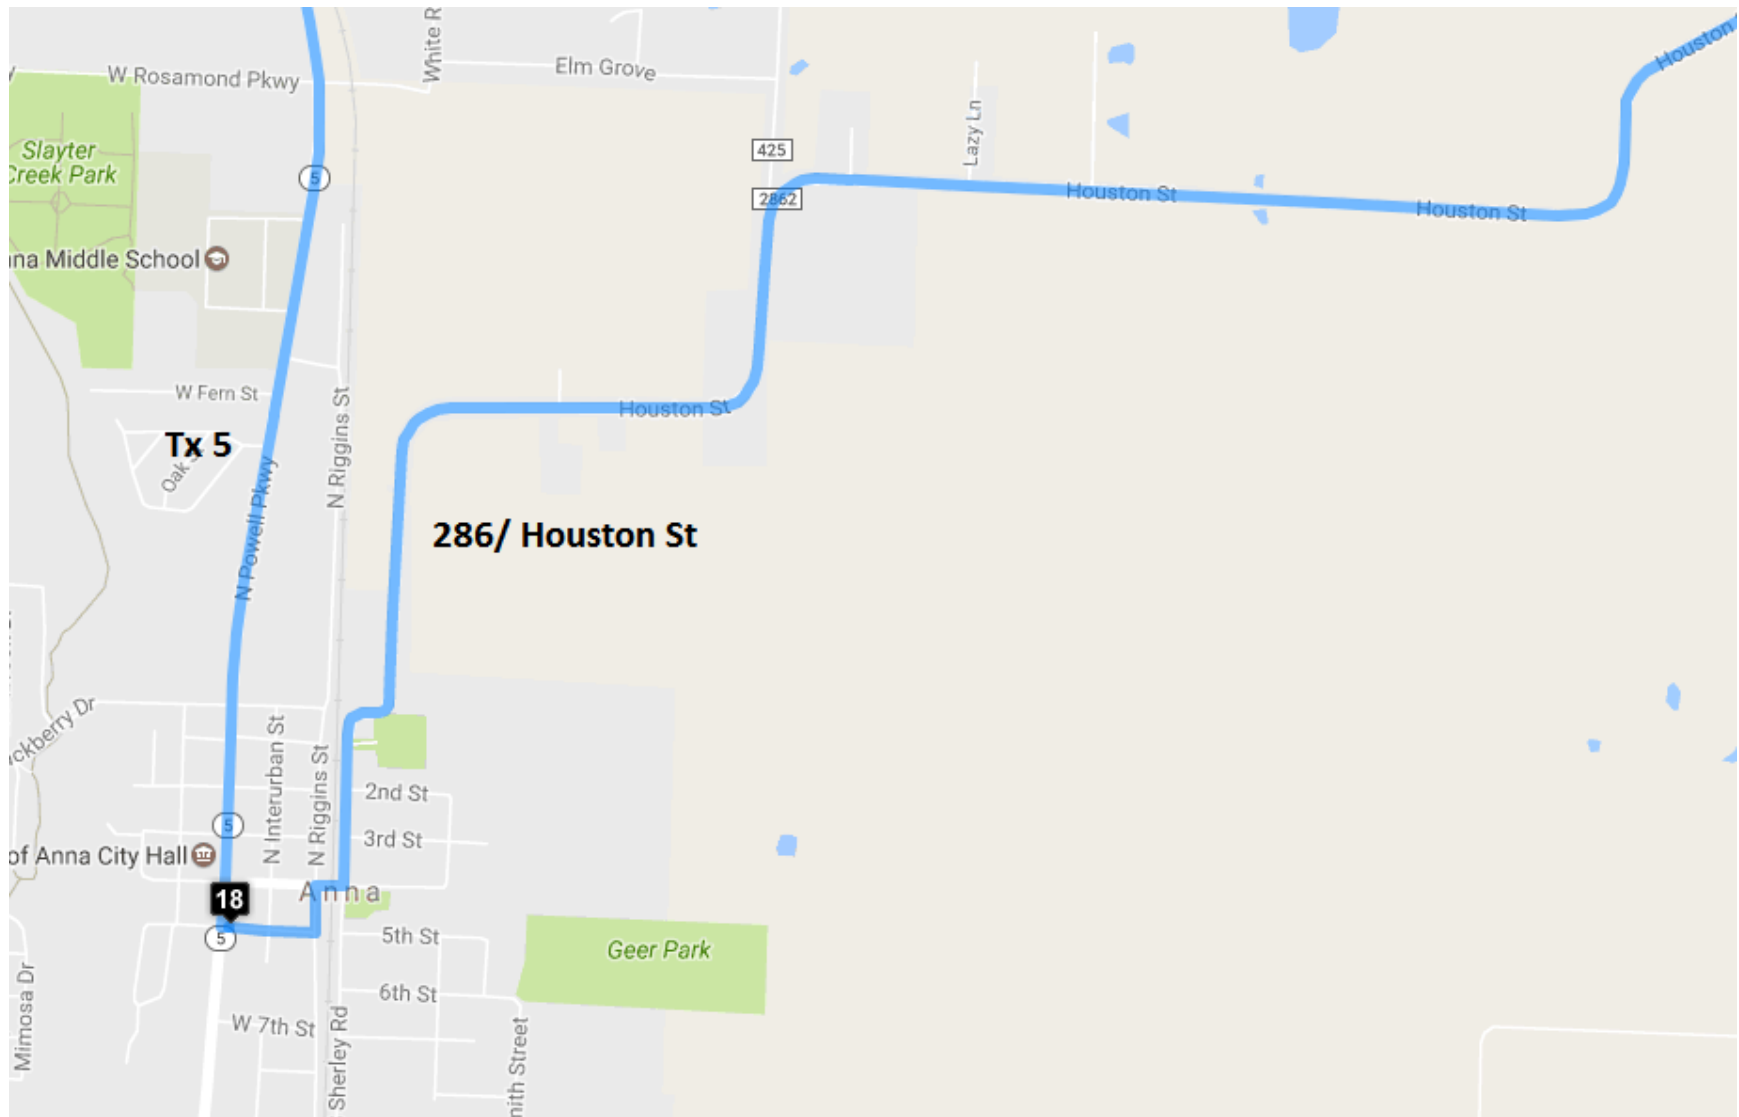 White R
Houston
W Rosamond Pkwy
Elm Grove
Slayter
Creek Park
425
Lazy Ln
5
2862
Houston St
Houston St
nna Middle School
W Fern St
N Riggins St
Houston St
Tx 5
Oak S
N Powell Pkwy
286/ Houston St
ckberry Dr
N Interurban St
N Riggins St
2nd St
5
3rd St
of Anna City Hall
Anna
18
5
5th St
Geer Park
6th St
Mimosa Dr
W 7th St
Sherley Rd
mith Street